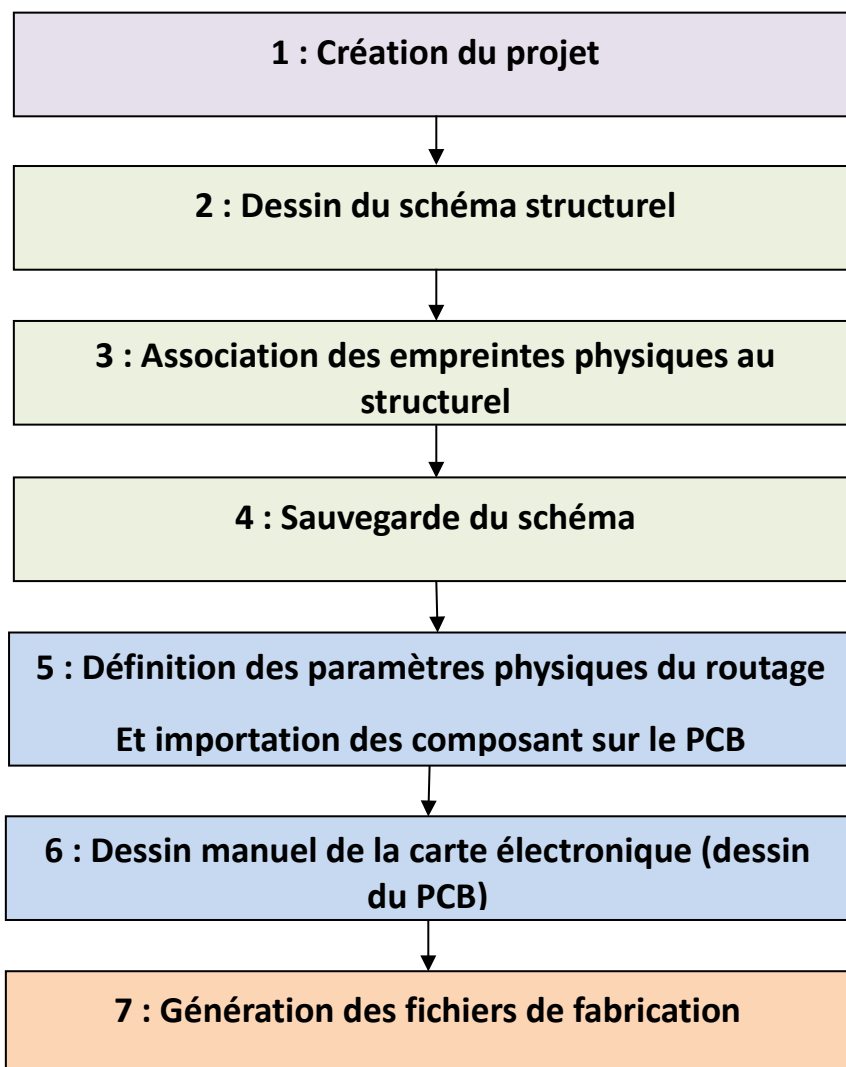 1 : Création du projet
2 : Dessin du schéma structurel
3 : Association des empreintes physiques au
structurel
4 : Sauvegarde du schéma
5 : Définition des paramètres physiques du routage
Et importation des composant sur le PCB
6 : Dessin manuel de la carte électronique (dessin
du PCB)
7 : Génération des fichiers de fabrication